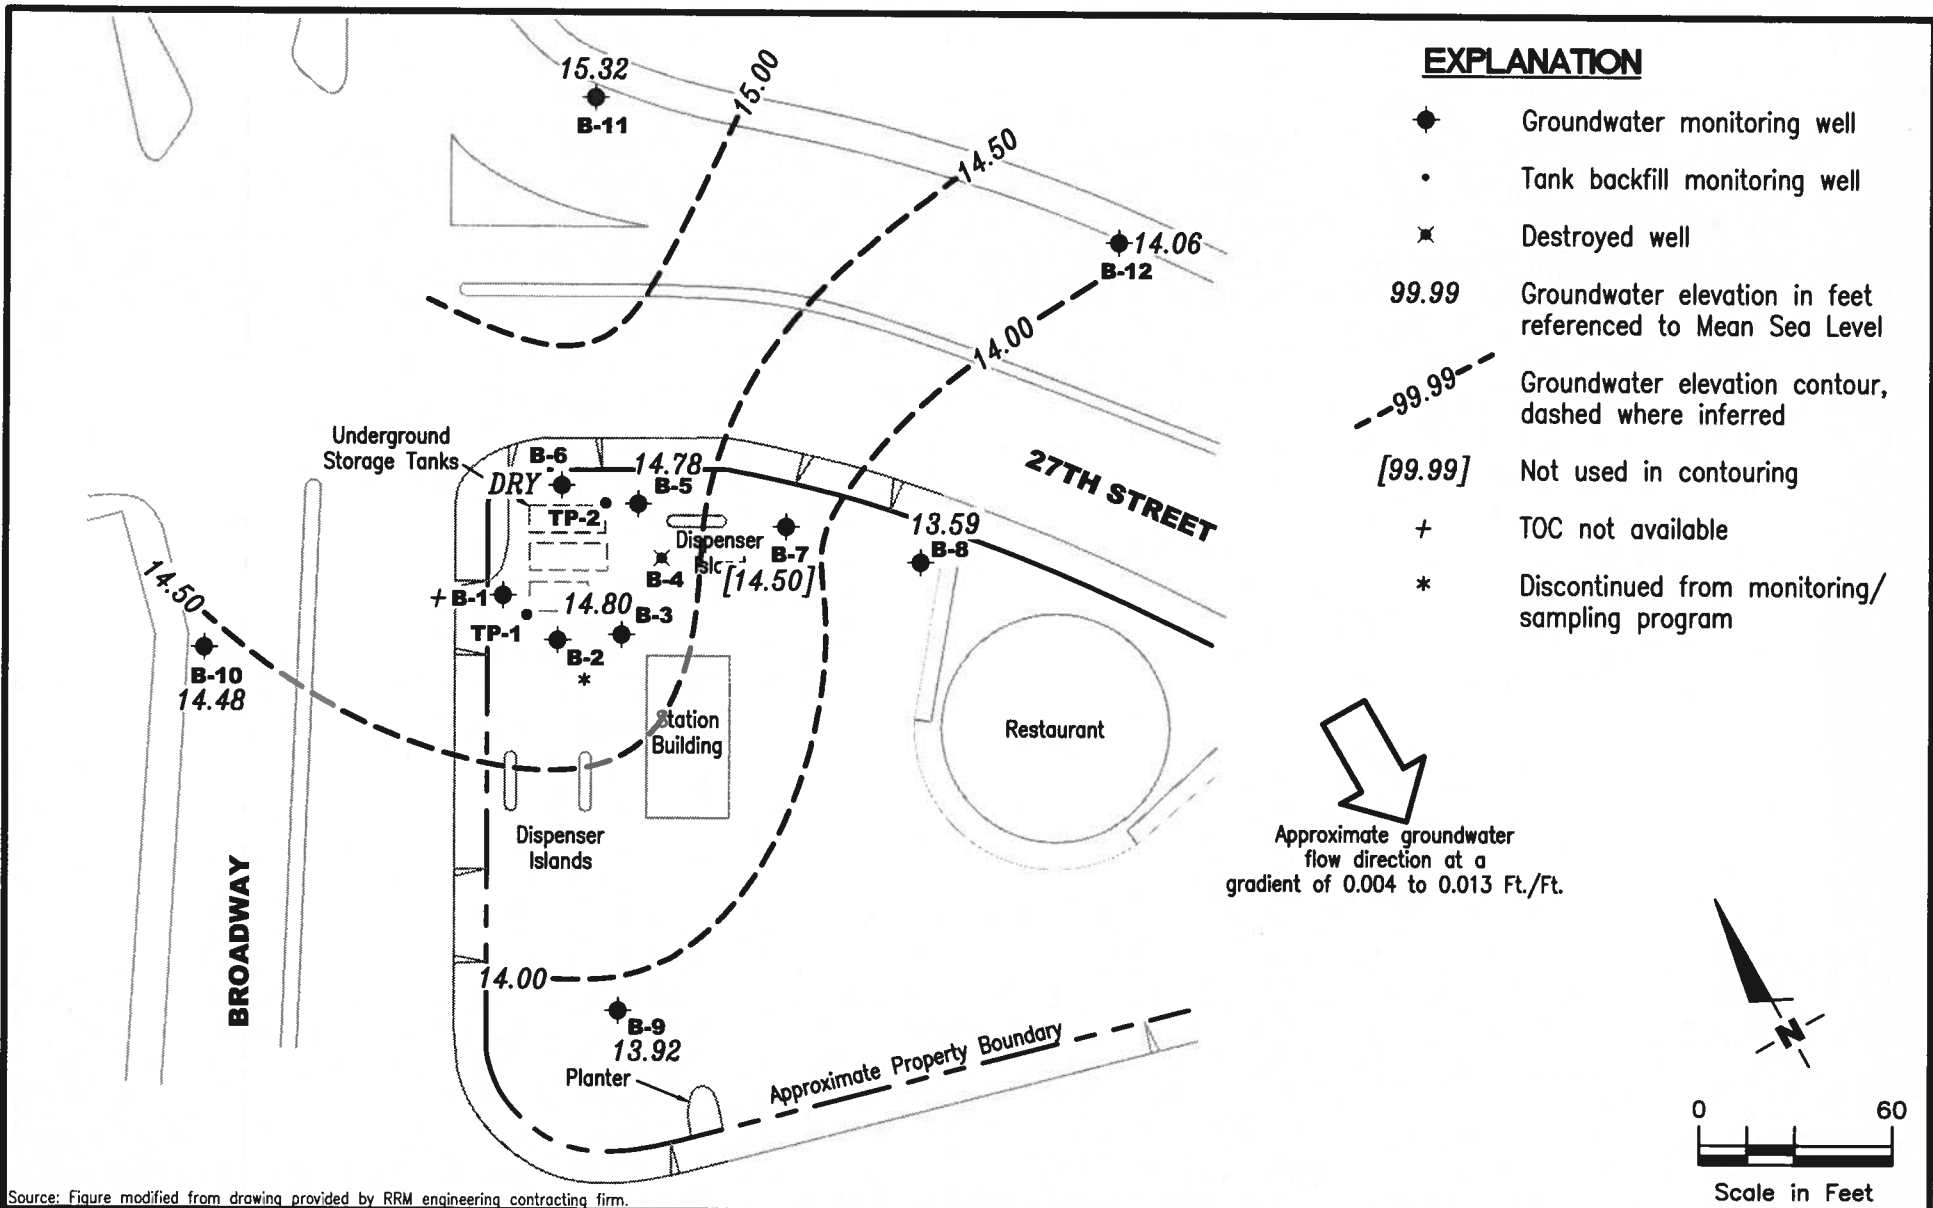 15.32
B-11
15.00
14.50
14.06
B-12
14.00
EXPLANATION
Groundwater monitoring well
Tank backfill monitoring well
Destroyed well
99.99 Groundwater elevation in feet
referenced to Mean Sea Level
99.99 Groundwater elevation contour,
dashed where inferred
[99.99] Not used in contouring
+ TOC not available
* Discontinued from monitoring/
sampling program
Underground
Storage Tanks
B-6
DRY
14.78
B-5
TP-2
Dispenser
B-4
B-7
[14.50]
13.59
B-8
27TH STREET
14.50
+ B-1
TP-1
14.80
B-3
B-2
*
B-10
14.48
Station
Building
Restaurant
Dispenser
Islands
BROADWAY
14.00
B-9
13.92
Planter
Approximate Property Boundary
Approximate groundwater
flow direction at a
gradient of 0.004 to 0.013 Ft./Ft.
N
0 60
Scale in Feet
Source: Figure modified from drawing provided by RRM engineering contracting firm.